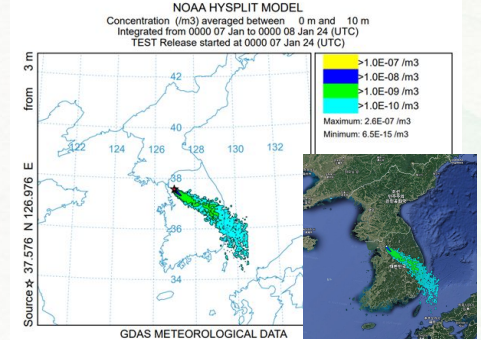 NOAA HYSPLIT MODEL
Concentration (/m3) averaged between 0 m and 10 m
Integrated from 0000 07 Jan to 0000 08 Jan 24 (UTC)
TEST Release started at 0000 07 Jan 24 (UTC)
Source ★ 37.576 N 126.976 E from 3 m
42
40
122 124 126 128 130 132
38
36
34
>1.0E-07 /m3
>1.0E-08 /m3
>1.0E-09 /m3
>1.0E-10 /m3
Maximum: 2.6E-07 /m3
Minimum: 6.5E-15 /m3
GDAS METEOROLOGICAL DATA